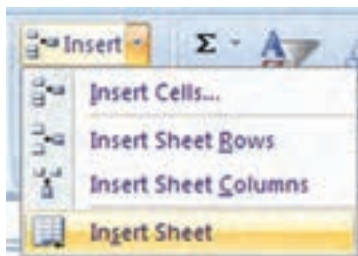 Insert Σ A
Insert Cells...
Insert Sheet Rows
Insert Sheet Columns
Insert Sheet